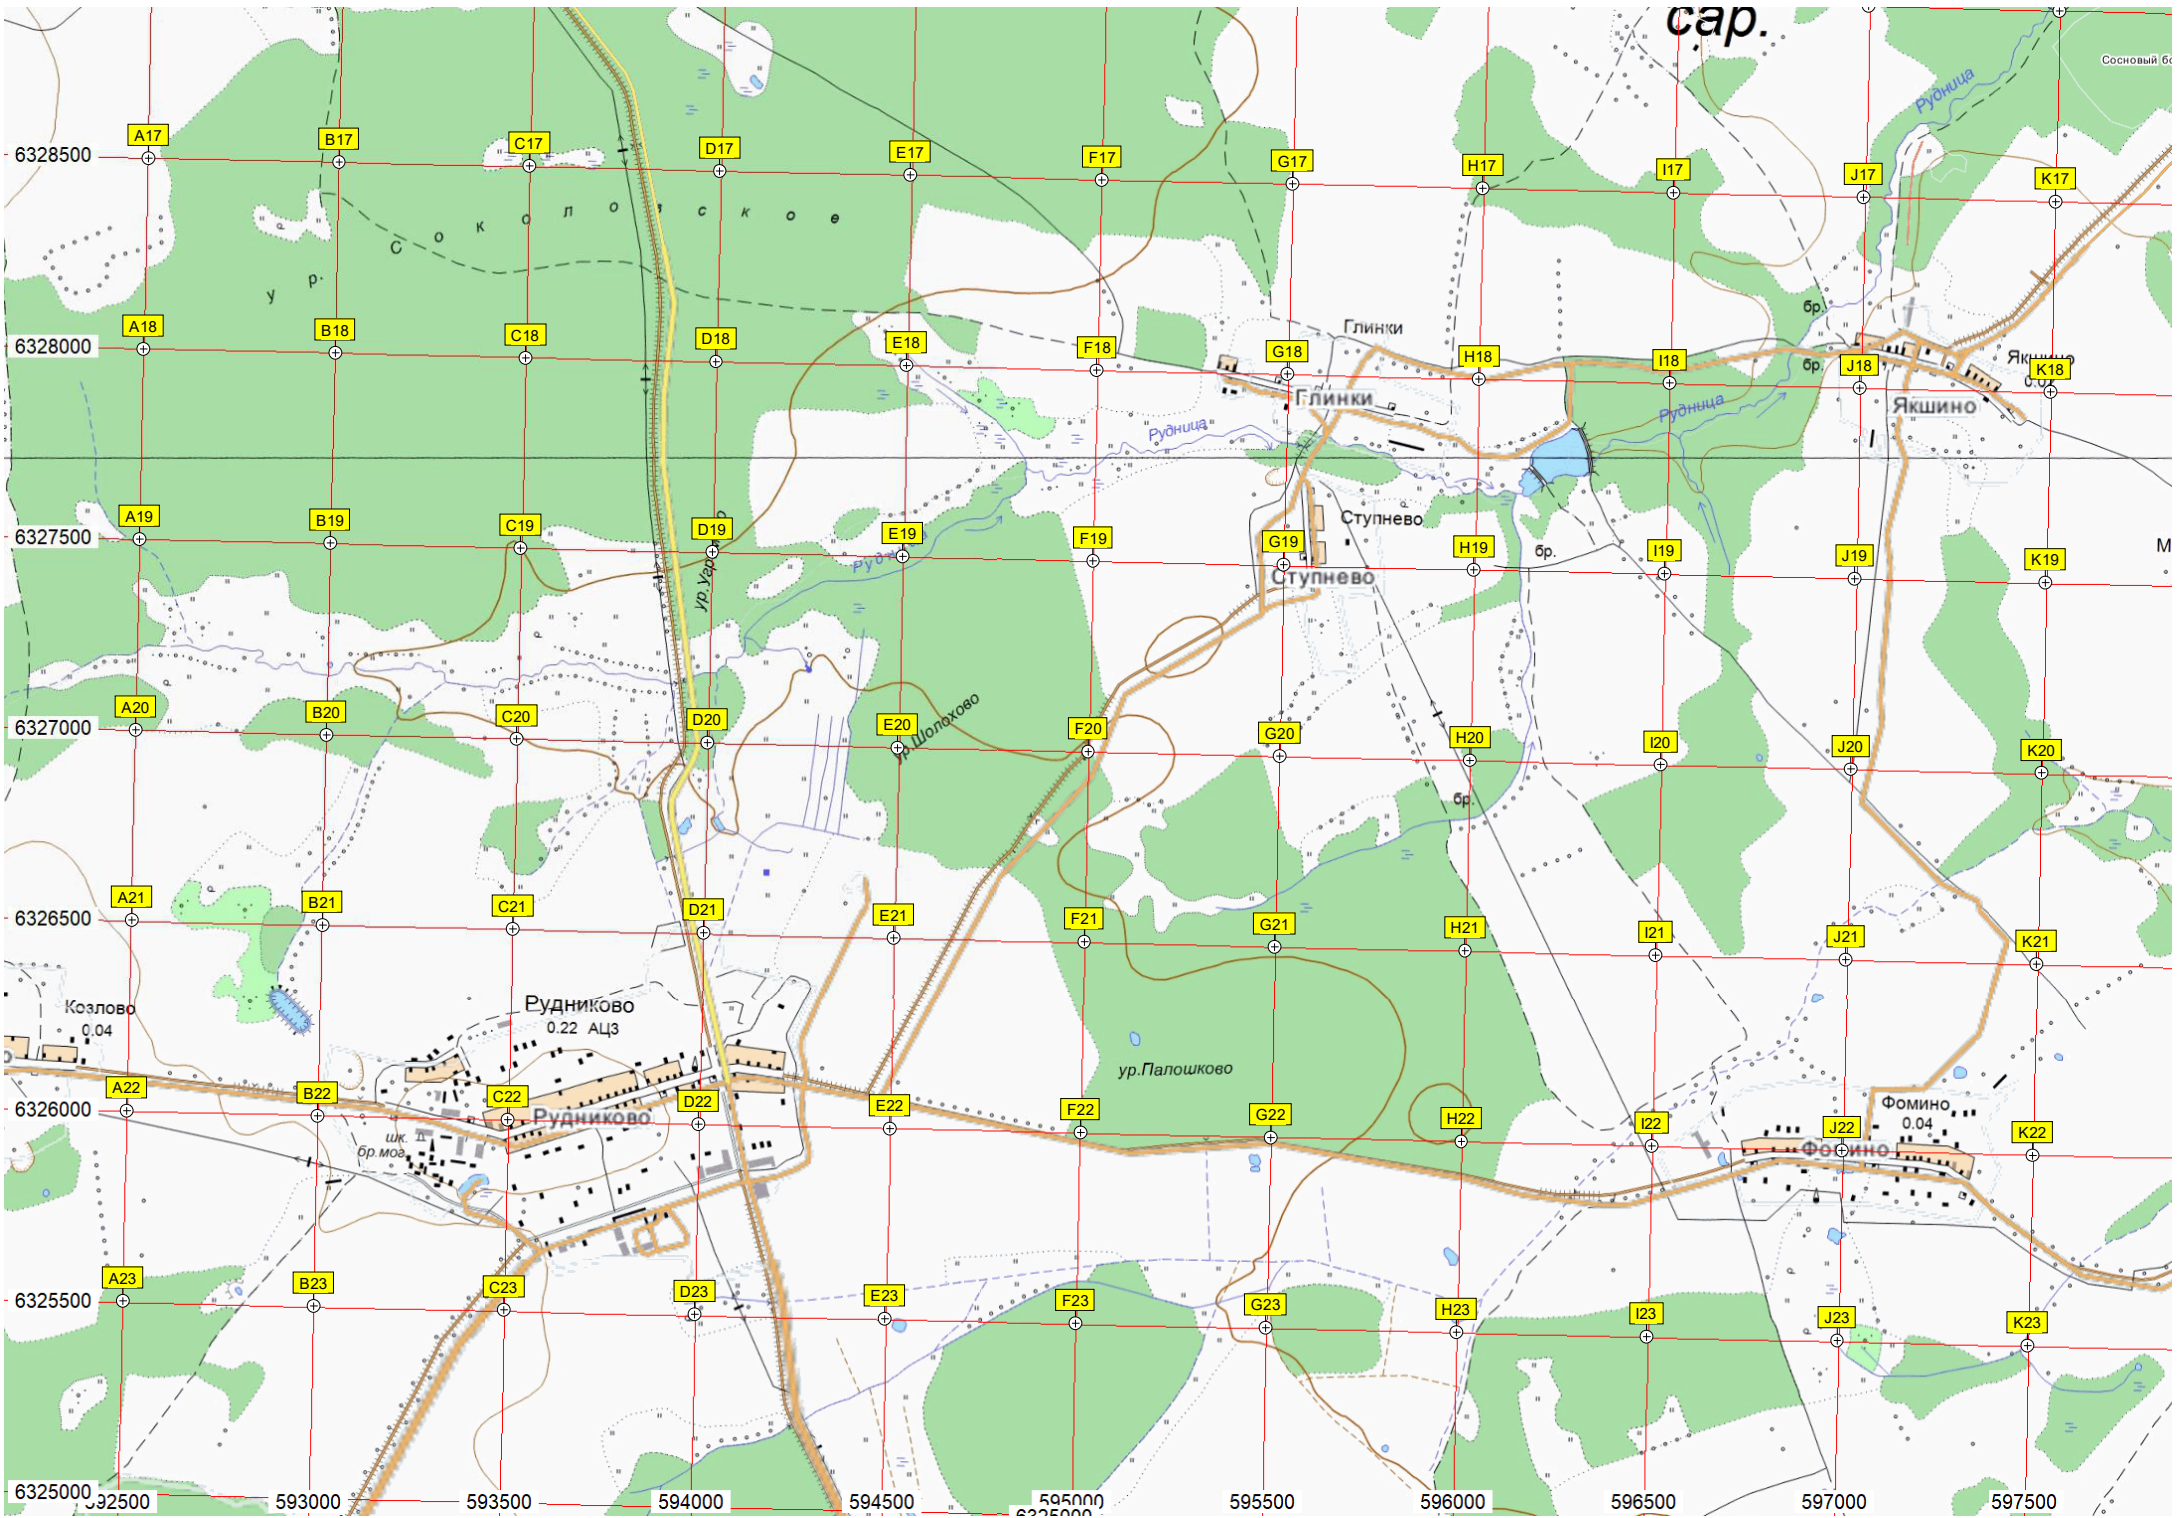 сар.
Сосновый бо
Рудница
A17
B17
C17
D17
E17
F17
G17
H17
I17
J17
K17
6328500
ур. Соколовское
бр.
Глинки
A18
B18
C18
D18
E18
F18
G18
H18
I18
J18
K18
6328000
бр.
Якшино
Глинки
Рудница
Рудница
Якшино
A19
B19
C19
D19
E19
F19
G19
H19
I19
J19
K19
6327500
Ступнево
бр.
М
Рудница
Ступнево
A20
B20
C20
D20
E20
F20
G20
H20
I20
J20
K20
6327000
ур.Шолохово
бр.
A21
B21
C21
D21
E21
F21
G21
H21
I21
J21
K21
6326500
Козлово
0.04
Рудниково
0.22 АЦЗ
ур.Палошково
A22
B22
C22
D22
E22
F22
G22
H22
I22
J22
K22
6326000
Рудниково
шк.
бр.мог.
Фомино
0.04
Фомино
A23
B23
C23
D23
E23
F23
G23
H23
I23
J23
K23
6325500
6325000
592500
593000
593500
594000
594500
595000
595500
596000
596500
597000
597500
6325000